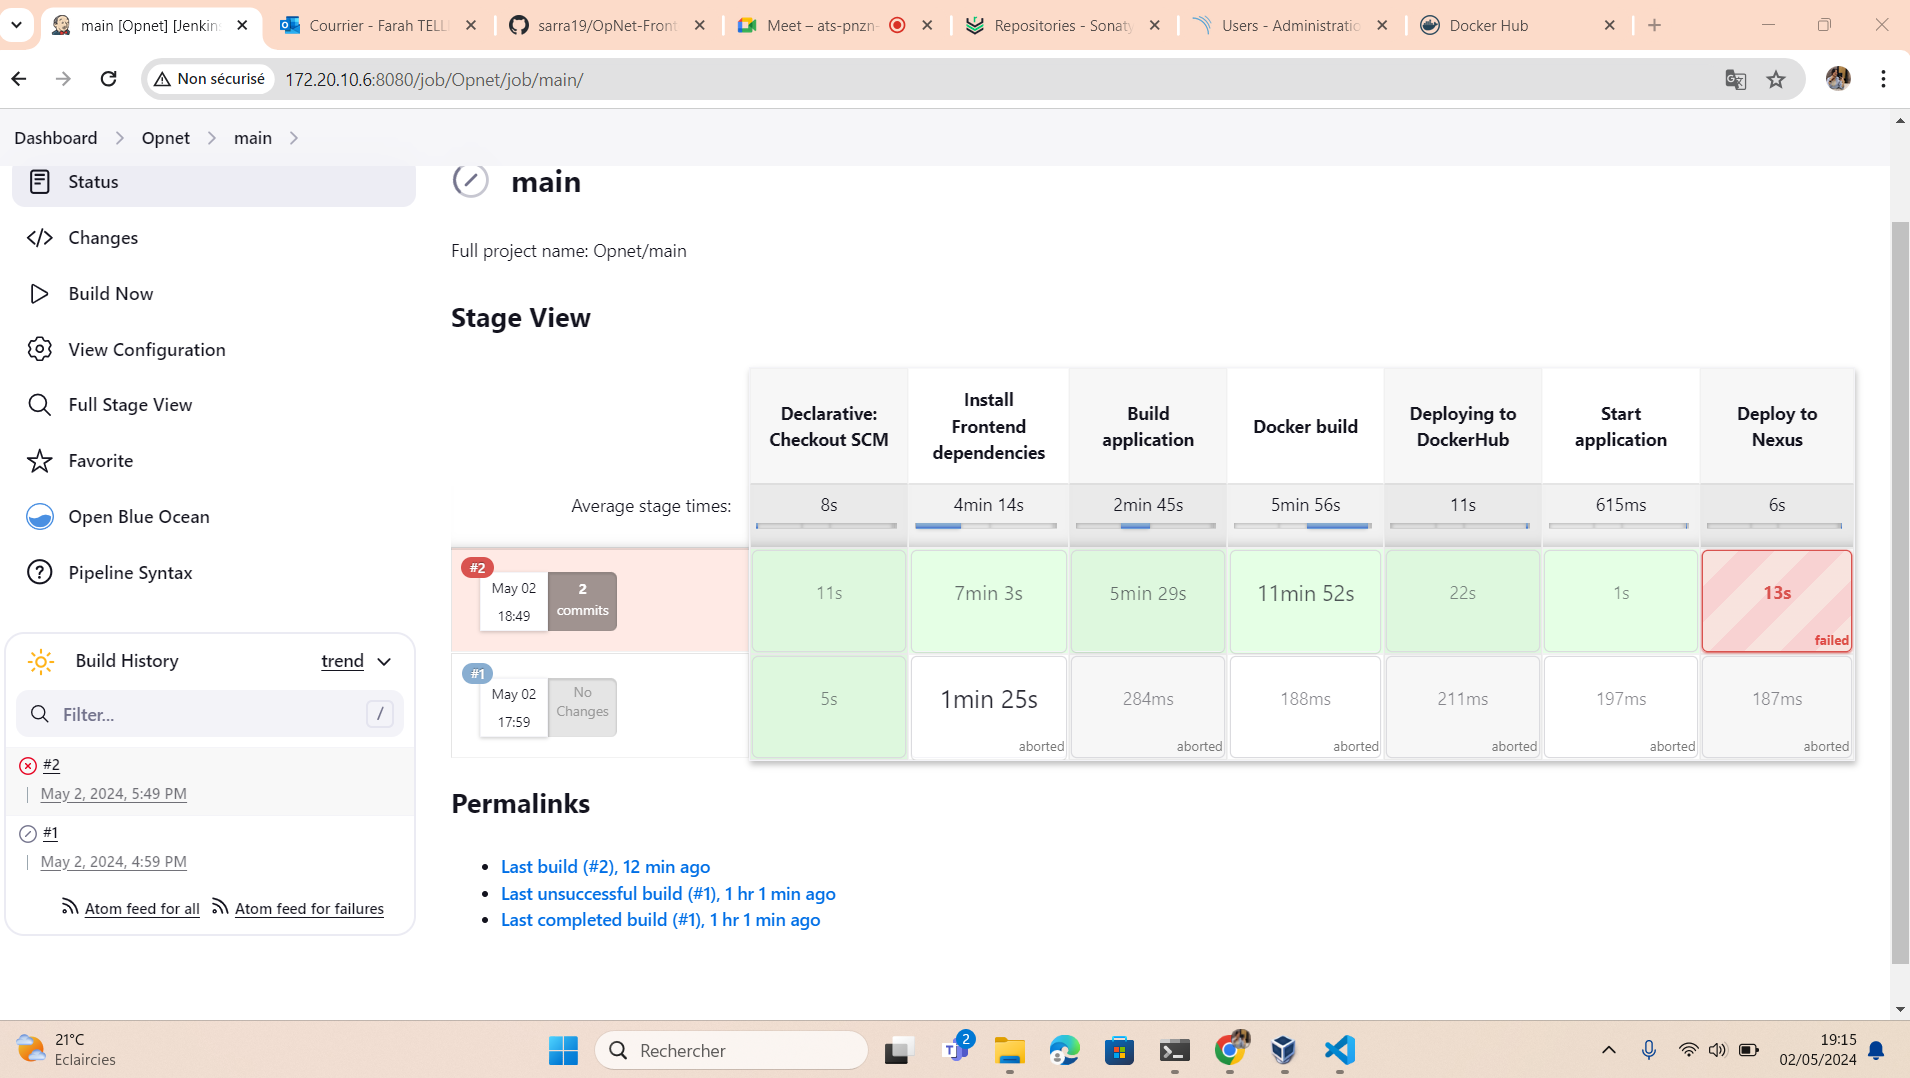 main [Opnet] [Jenkins
Courrier - Farah TELLI
sarra19/OpNet-Front
Meet – ats-pnzn-
Repositories - Sonaty
Users - Administratio
Docker Hub
Non sécurisé
172.20.10.6:8080/job/Opnet/job/main/
Dashboard
Opnet
main
Status
Changes
Build Now
View Configuration
Full Stage View
Favorite
Open Blue Ocean
Pipeline Syntax
Build History
trend
Filter...
/
#2
May 2, 2024, 5:49 PM
#1
May 2, 2024, 4:59 PM
Atom feed for all
Atom feed for failures
main
Full project name: Opnet/main
Stage View
Declarative: Checkout SCM
Install Frontend dependencies
Build application
Docker build
Deploying to DockerHub
Start application
Deploy to Nexus
Average stage times:
8s
4min 14s
2min 45s
5min 56s
11s
615ms
6s
#2
May 02
18:49
2
commits
11s
7min 3s
5min 29s
11min 52s
22s
1s
13s
failed
#1
May 02
17:59
No
Changes
5s
1min 25s
aborted
284ms
aborted
188ms
aborted
211ms
aborted
197ms
aborted
187ms
aborted
Permalinks
Last build (#2), 12 min ago
Last unsuccessful build (#1), 1 hr 1 min ago
Last completed build (#1), 1 hr 1 min ago
21°C
Eclaircies
Rechercher
2
19:15
02/05/2024